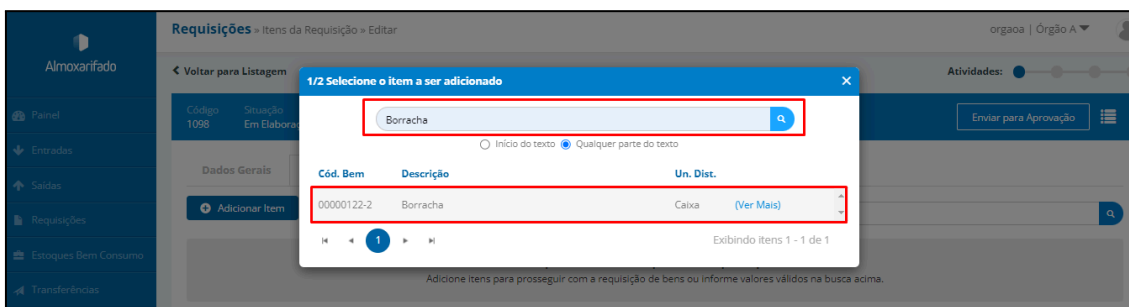 Almoxarifado
Painel
Entradas
Saídas
Requisições
Estoques Bem Consumo
Transferências
Requisições » Itens da Requisição » Editar
orgaoa | Órgão A
Voltar para Listagem
Atividades:
Código Situação
1098 Em Elabora
Enviar para Aprovação
Dados Gerais
Adicionar Item
1/2 Selecione o item a ser adicionado
Borracha
Início do texto Qualquer parte do texto
Cód. Bem Descrição Un. Dist.
00000122-2 Borracha Caixa (Ver Mais)
1 Exibindo itens 1 - 1 de 1
Adicione itens para prosseguir com a requisição de bens ou informe valores válidos na busca acima.